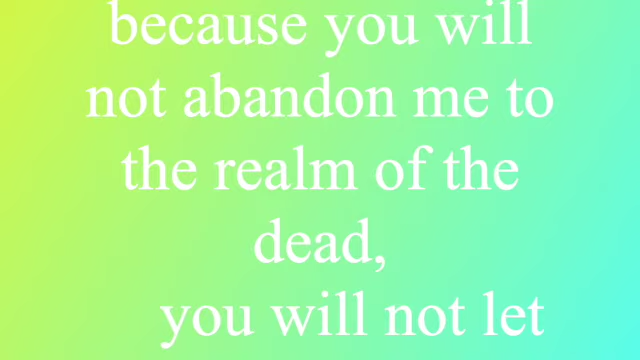 because you will
not abandon me to
the realm of the
dead,
you will not let